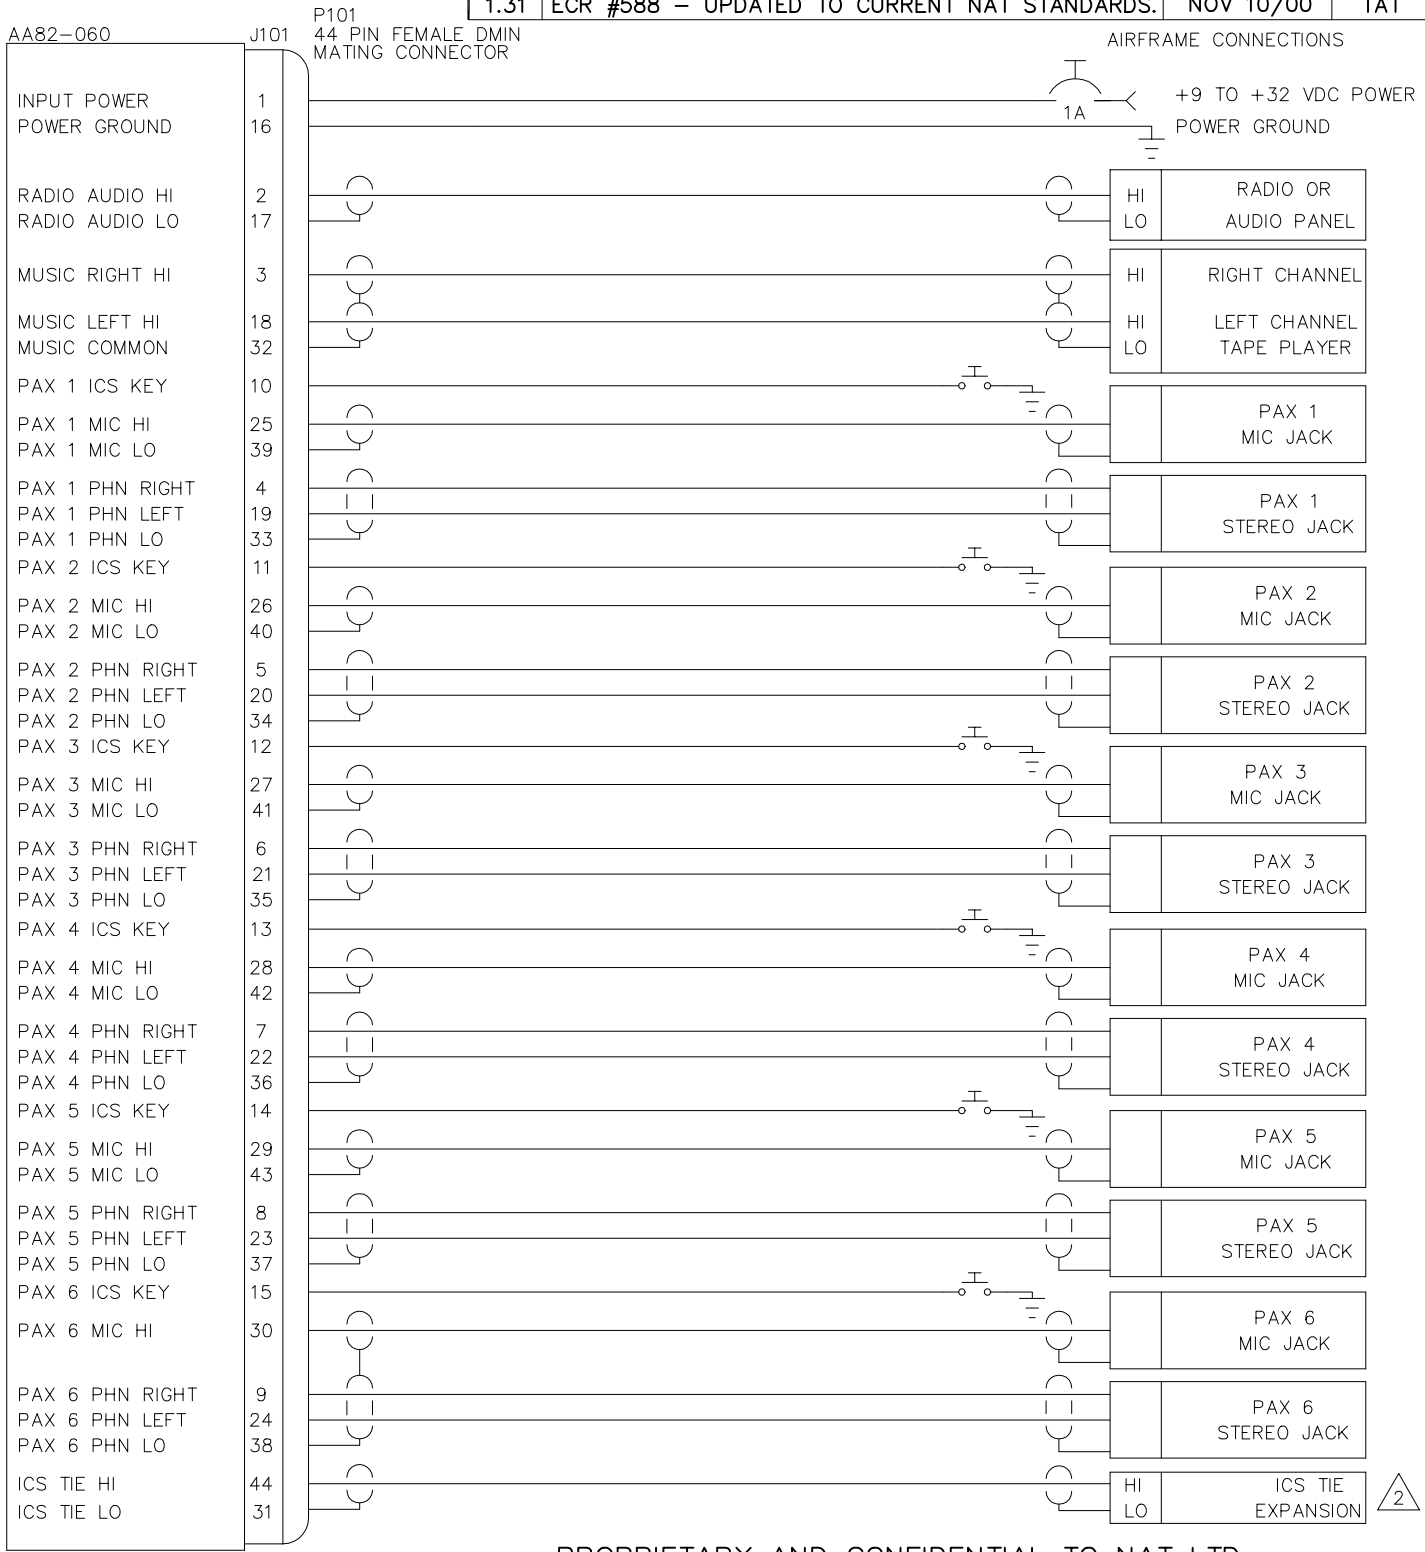 1.31 ECR #588 – UPDATED TO CURRENT NAT STANDARDS. NOV 10/00 TAT
P101
AA82–060 J101 44 PIN FEMALE DMIN
MATING CONNECTOR
AIRFRAME CONNECTIONS
INPUT POWER 1 1A +9 TO +32 VDC POWER
POWER GROUND 16 POWER GROUND
RADIO AUDIO HI 2 HI RADIO OR
RADIO AUDIO LO 17 LO AUDIO PANEL
MUSIC RIGHT HI 3 HI RIGHT CHANNEL
MUSIC LEFT HI 18 HI LEFT CHANNEL
MUSIC COMMON 32 LO TAPE PLAYER
PAX 1 ICS KEY 10
PAX 1
PAX 1 MIC HI 25
MIC JACK
PAX 1 MIC LO 39
PAX 1 PHN RIGHT 4
PAX 1
PAX 1 PHN LEFT 19
STEREO JACK
PAX 1 PHN LO 33
PAX 2 ICS KEY 11
PAX 2
PAX 2 MIC HI 26
MIC JACK
PAX 2 MIC LO 40
PAX 2 PHN RIGHT 5
PAX 2
PAX 2 PHN LEFT 20
STEREO JACK
PAX 2 PHN LO 34
PAX 3 ICS KEY 12
PAX 3
PAX 3 MIC HI 27
MIC JACK
PAX 3 MIC LO 41
PAX 3 PHN RIGHT 6
PAX 3
PAX 3 PHN LEFT 21
STEREO JACK
PAX 3 PHN LO 35
PAX 4 ICS KEY 13
PAX 4
PAX 4 MIC HI 28
MIC JACK
PAX 4 MIC LO 42
PAX 4 PHN RIGHT 7
PAX 4
PAX 4 PHN LEFT 22
STEREO JACK
PAX 4 PHN LO 36
PAX 5 ICS KEY 14
PAX 5
PAX 5 MIC HI 29
MIC JACK
PAX 5 MIC LO 43
PAX 5 PHN RIGHT 8
PAX 5
PAX 5 PHN LEFT 23
STEREO JACK
PAX 5 PHN LO 37
PAX 6 ICS KEY 15
PAX 6
PAX 6 MIC HI 30
MIC JACK
PAX 6 PHN RIGHT 9
PAX 6
PAX 6 PHN LEFT 24
STEREO JACK
PAX 6 PHN LO 38
ICS TIE HI 44 HI ICS TIE
ICS TIE LO 31 LO EXPANSION 2
PROPRIETARY AND CONFIDENTIAL TO NAT LTD